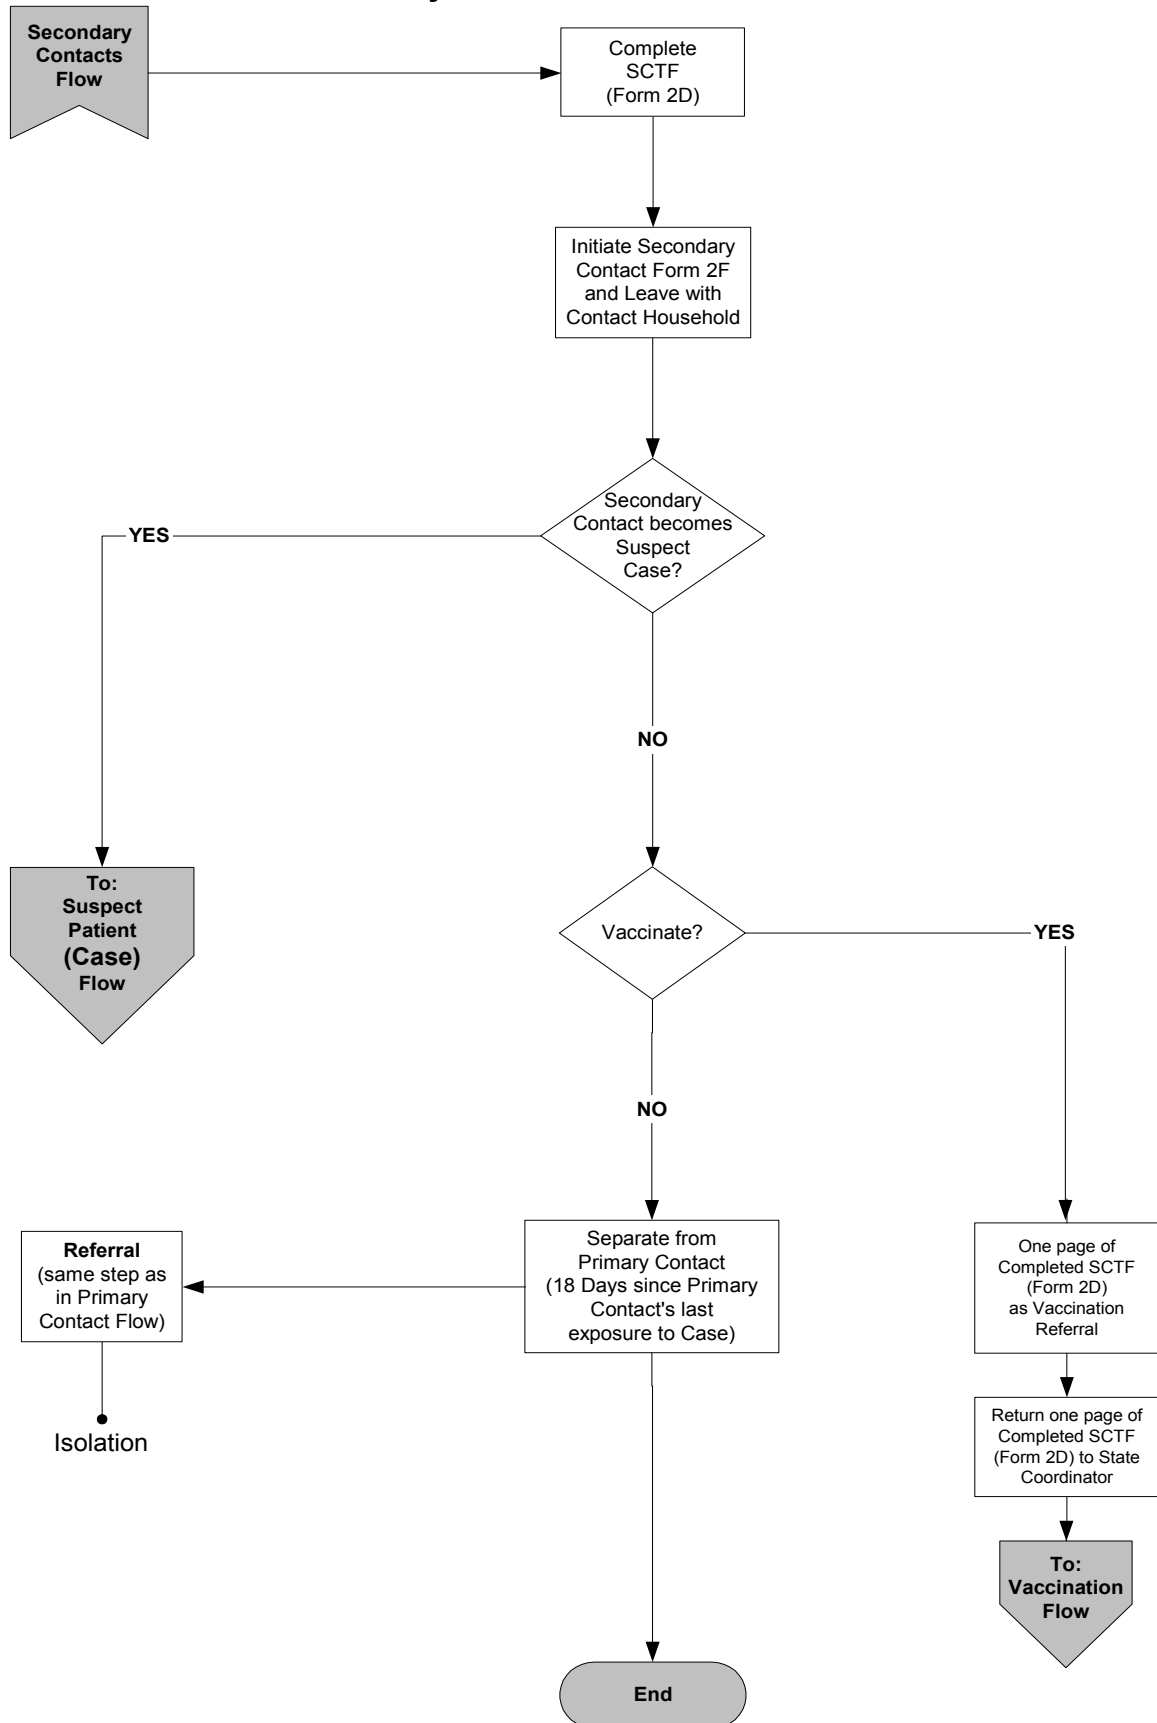 Secondary
Contacts
Flow
Complete
SCTF
(Form 2D)
Initiate Secondary
Contact Form 2F
and Leave with
Contact Household
Secondary
Contact becomes
Suspect
Case?
YES
NO
To:
Suspect
Patient
(Case)
Flow
Vaccinate?
YES
NO
Referral
(same step as
in Primary
Contact Flow)
Isolation
Separate from
Primary Contact
(18 Days since Primary
Contact's last
exposure to Case)
One page of
Completed SCTF
(Form 2D)
as Vaccination
Referral
Return one page of
Completed SCTF
(Form 2D) to State
Coordinator
To:
Vaccination
Flow
End